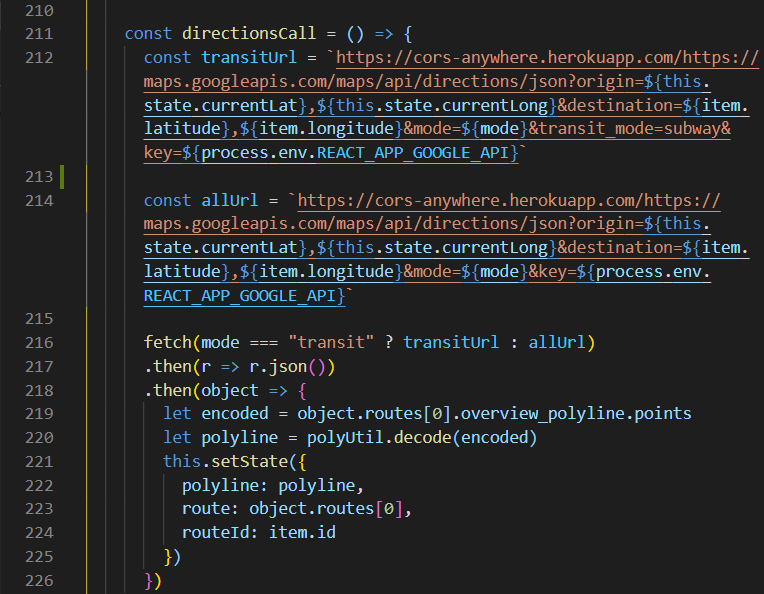 210
211 const directionsCall = () => {
212 const transitUrl = `https://cors-anywhere.herokuapp.com/https://
maps.googleapis.com/maps/api/directions/json?origin=${this.
state.currentLat},${this.state.currentLong}&destination=${item.
latitude},${item.longitude}&mode=${mode}&transit_mode=subway&
key=${process.env.REACT_APP_GOOGLE_API}`
213
214 const allUrl = `https://cors-anywhere.herokuapp.com/https://
maps.googleapis.com/maps/api/directions/json?origin=${this.
state.currentLat},${this.state.currentLong}&destination=${item.
latitude},${item.longitude}&mode=${mode}&key=${process.env.
REACT_APP_GOOGLE_API}`
215
216 fetch(mode === "transit" ? transitUrl : allUrl)
217 .then(r => r.json())
218 .then(object => {
219 let encoded = object.routes[0].overview_polyline.points
220 let polyline = polyUtil.decode(encoded)
221 this.setState({
222 polyline: polyline,
223 route: object.routes[0],
224 routeId: item.id
225 })
226 })